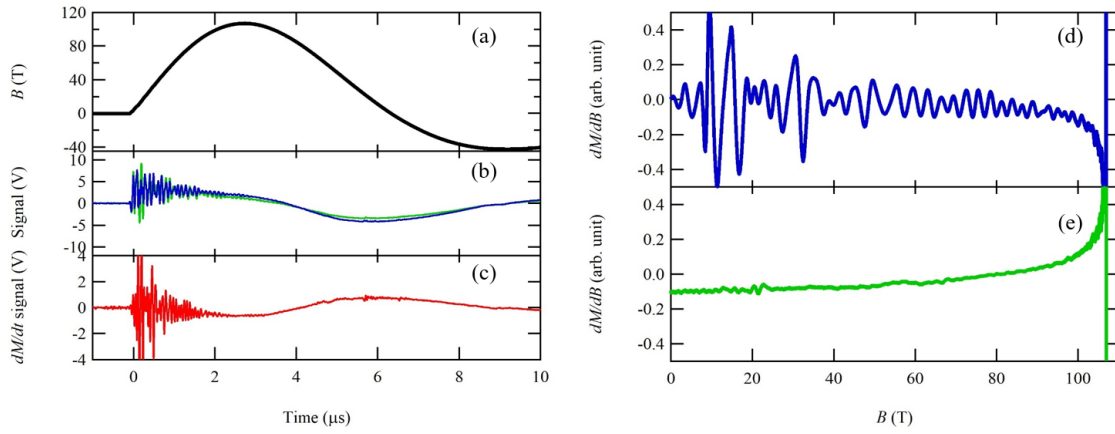 120
80
40
0
-40
B (T)
(a)
10
5
0
-5
-10
Signal (V)
(b)
4
2
0
-2
-4
dM/dt signal (V)
(c)
0 2 4 6 8 10
Time (μs)
0.4
0.2
0.0
-0.2
-0.4
dM/dB (arb. unit)
(d)
0.4
0.2
0.0
-0.2
-0.4
dM/dB (arb. unit)
(e)
0 20 40 60 80 100
B (T)